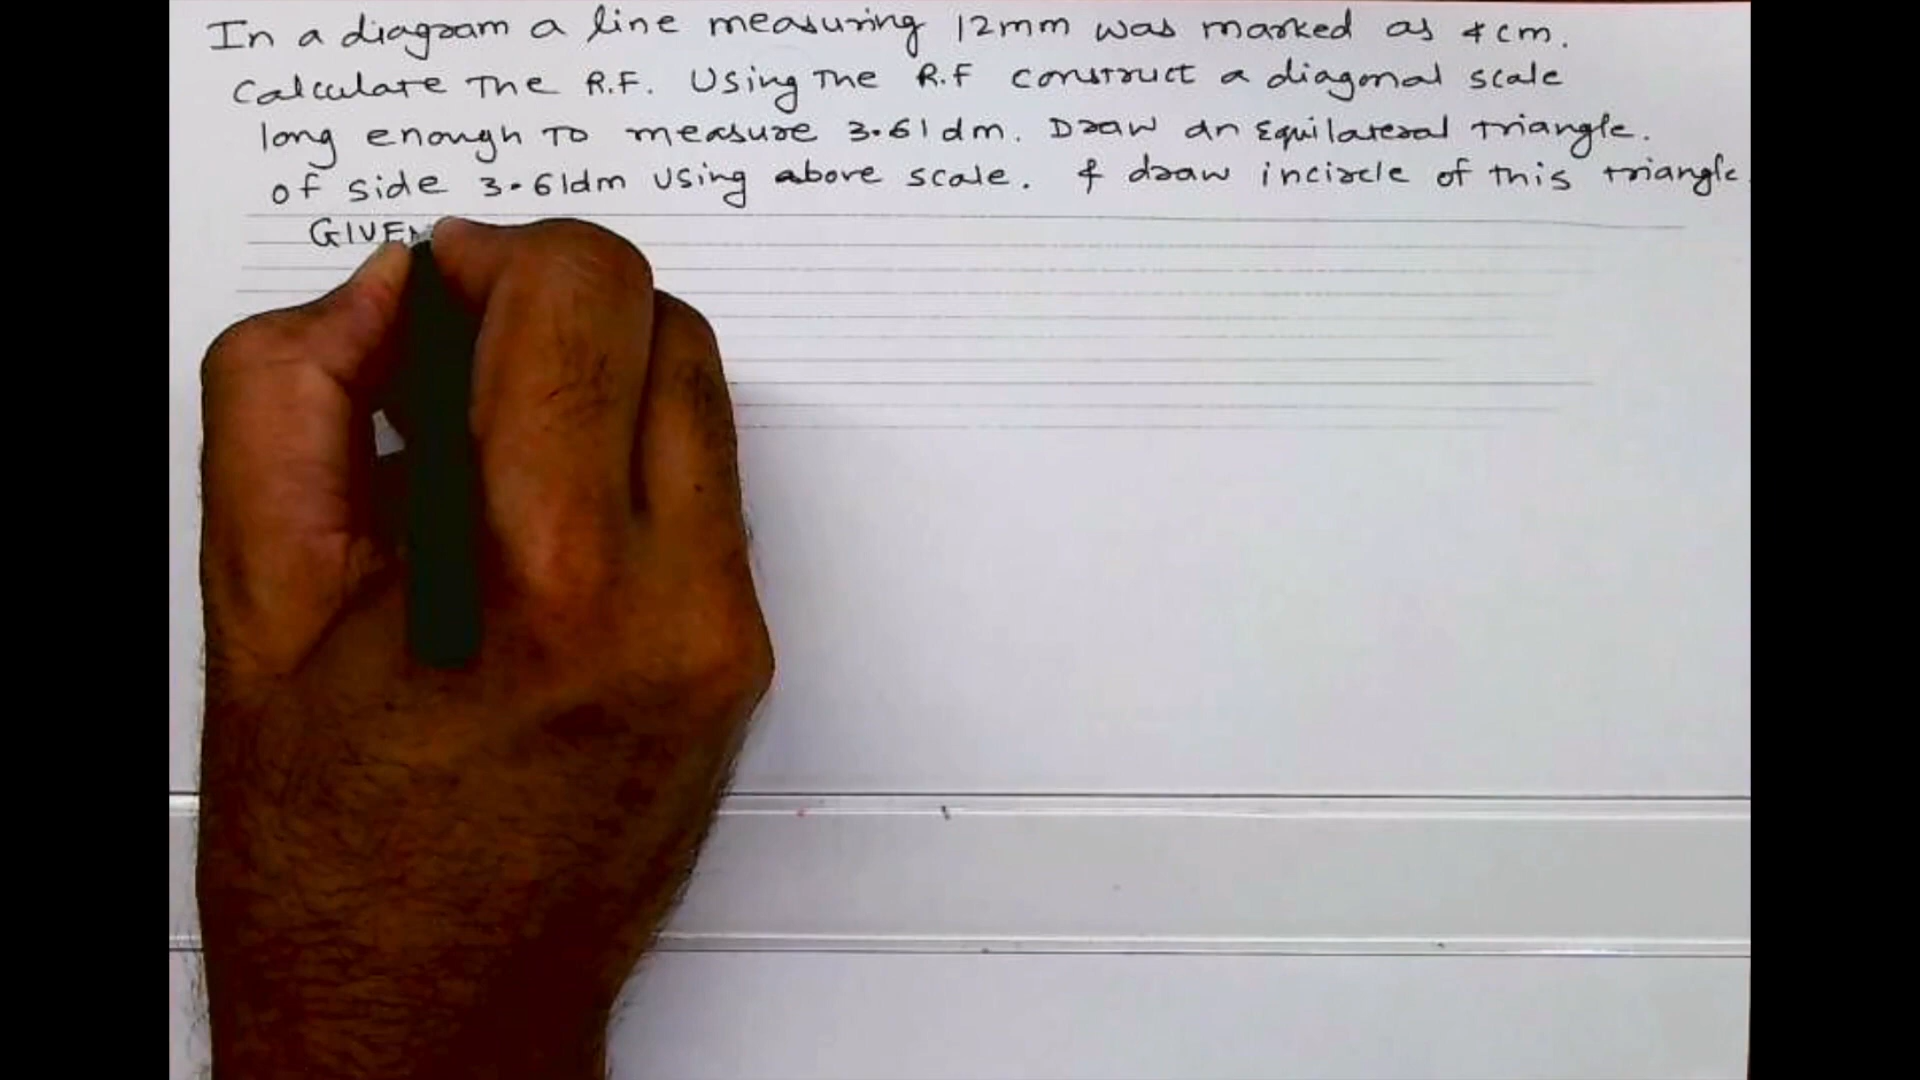 In a diagram a line measuring 12mm was marked as 4cm.
Calculate The R.F. Using The R.F construct a diagonal scale
long enough to measure 3.61dm. Draw an Equilateral triangle.
of side 3.61dm using above scale. & draw incircle of this triangle
GIVEN